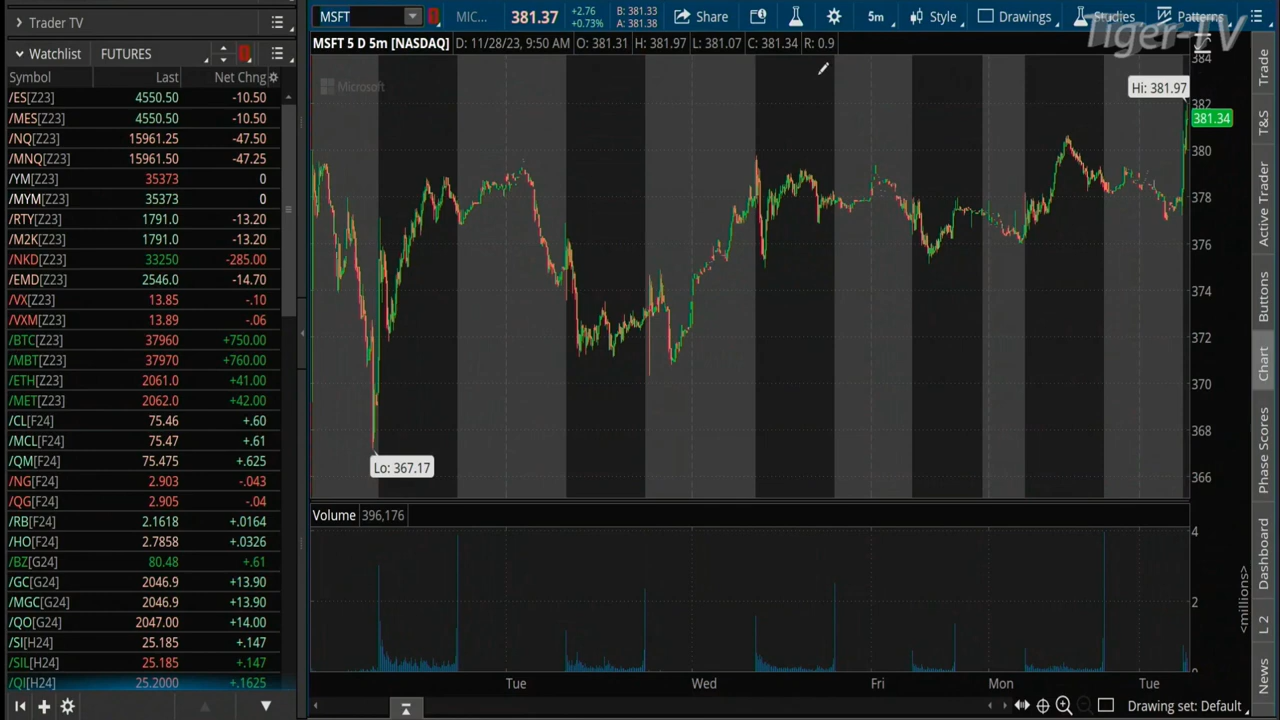 Trader TV
Watchlist FUTURES
Symbol Last Net Chng
/ES[Z23] 4550.50 -10.50
/MES[Z23] 4550.50 -10.50
/NQ[Z23] 15961.25 -47.50
/MNQ[Z23] 15961.50 -47.25
/YM[Z23] 35373 0
/MYM[Z23] 35373 0
/RTY[Z23] 1791.0 -13.20
/M2K[Z23] 1791.0 -13.20
/NKD[Z23] 33250 -285.00
/EMD[Z23] 2546.0 -14.70
/VX[Z23] 13.85 -.10
/VXM[Z23] 13.89 -.06
/BTC[Z23] 37960 +750.00
/MBT[Z23] 37970 +760.00
/ETH[Z23] 2061.0 +41.00
/MET[Z23] 2062.0 +42.00
/CL[F24] 75.46 +.60
/MCL[F24] 75.47 +.61
/QM[F24] 75.475 +.625
/NG[F24] 2.903 -.043
/QG[F24] 2.905 -.04
/RB[F24] 2.1618 +.0164
/HO[F24] 2.7858 +.0326
/BZ[G24] 80.48 +.61
/GC[G24] 2046.9 +13.90
/MGC[G24] 2046.9 +13.90
/QO[G24] 2047.00 +14.00
/SI[H24] 25.185 +.147
/SIL[H24] 25.185 +.147
/QI[H24] 25.2000 +.1625
MSFT MIC... 381.37 +2.76 +0.73% B: 381.33 A: 381.38 Share 5m Style Drawings Studies Patterns
Tiger-TV
MSFT 5 D 5m [NASDAQ] D: 11/28/23, 9:50 AM O: 381.31 H: 381.97 L: 381.07 C: 381.34 R: 0.9
Microsoft
Hi: 381.97
384
382
381.34
380
378
376
374
372
370
368
366
Lo: 367.17
Volume 396,176
4
2
0
<millions>
Tue Wed Fri Mon Tue
Drawing set: Default
Trade
T&S
Active Trader
Buttons
Chart
Phase Scores
Dashboard
L 2
News